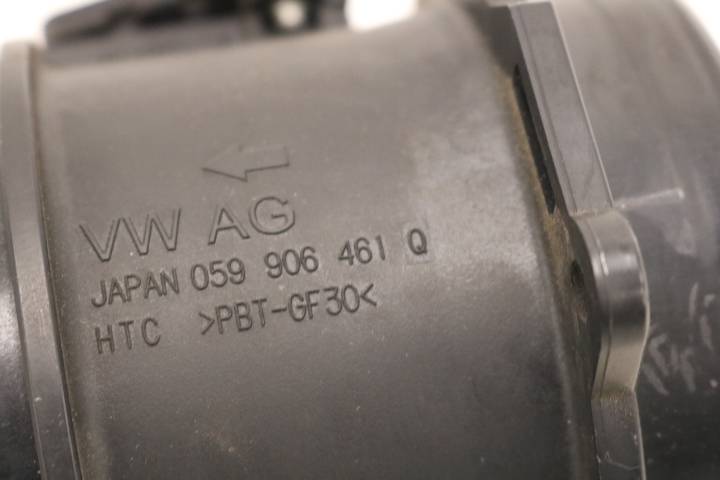 VW AG
JAPAN 059 906 461 Q
HTC >PBT-GF30<